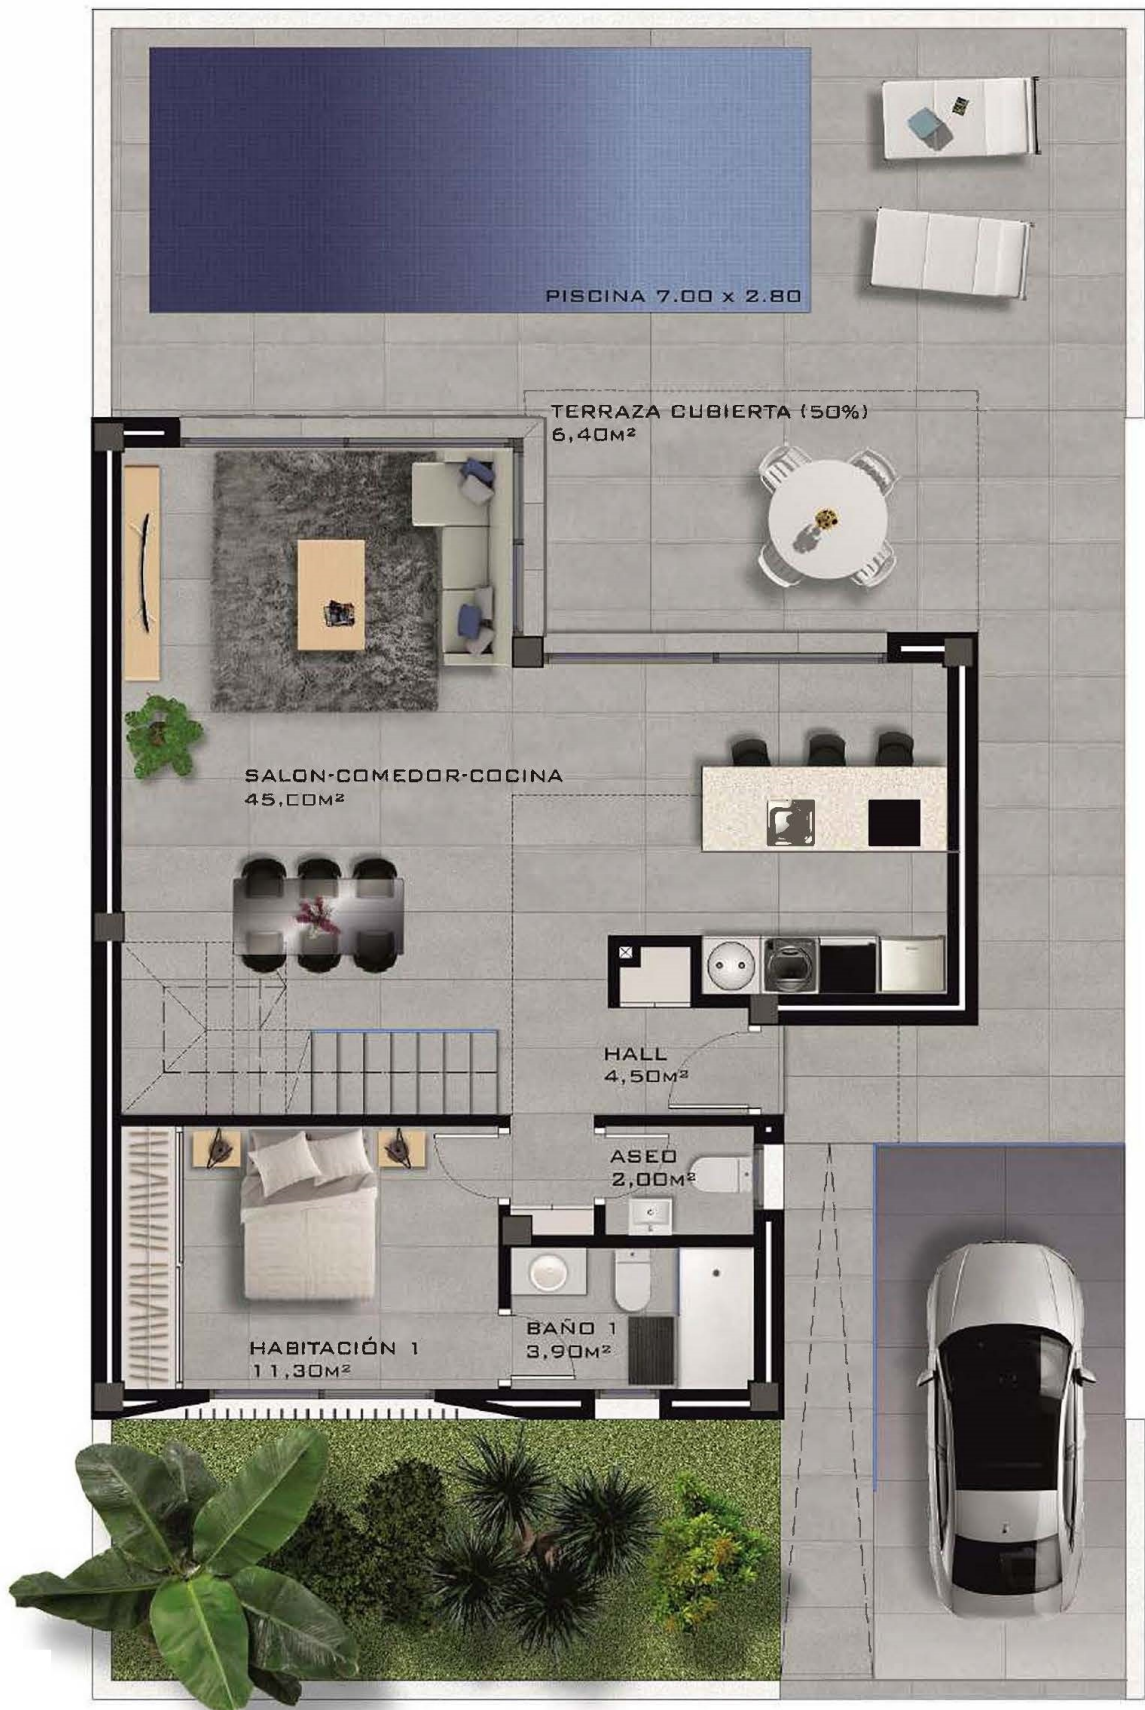 PISCINA 7.00 x 2.80
TERRAZA CUBIERTA (50%)
6,40M²
SALON-COMEDOR-COCINA
45,00M²
HALL
4,50M²
ASEO
2,00M²
BAÑO 1
3,90M²
HABITACIÓN 1
11,30M²